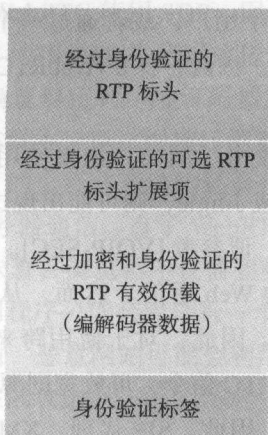 经过身份验证的
RTP 标头
经过身份验证的可选 RTP
标头扩展项
经过加密和身份验证的
RTP 有效负载
（编解码器数据）
身份验证标签